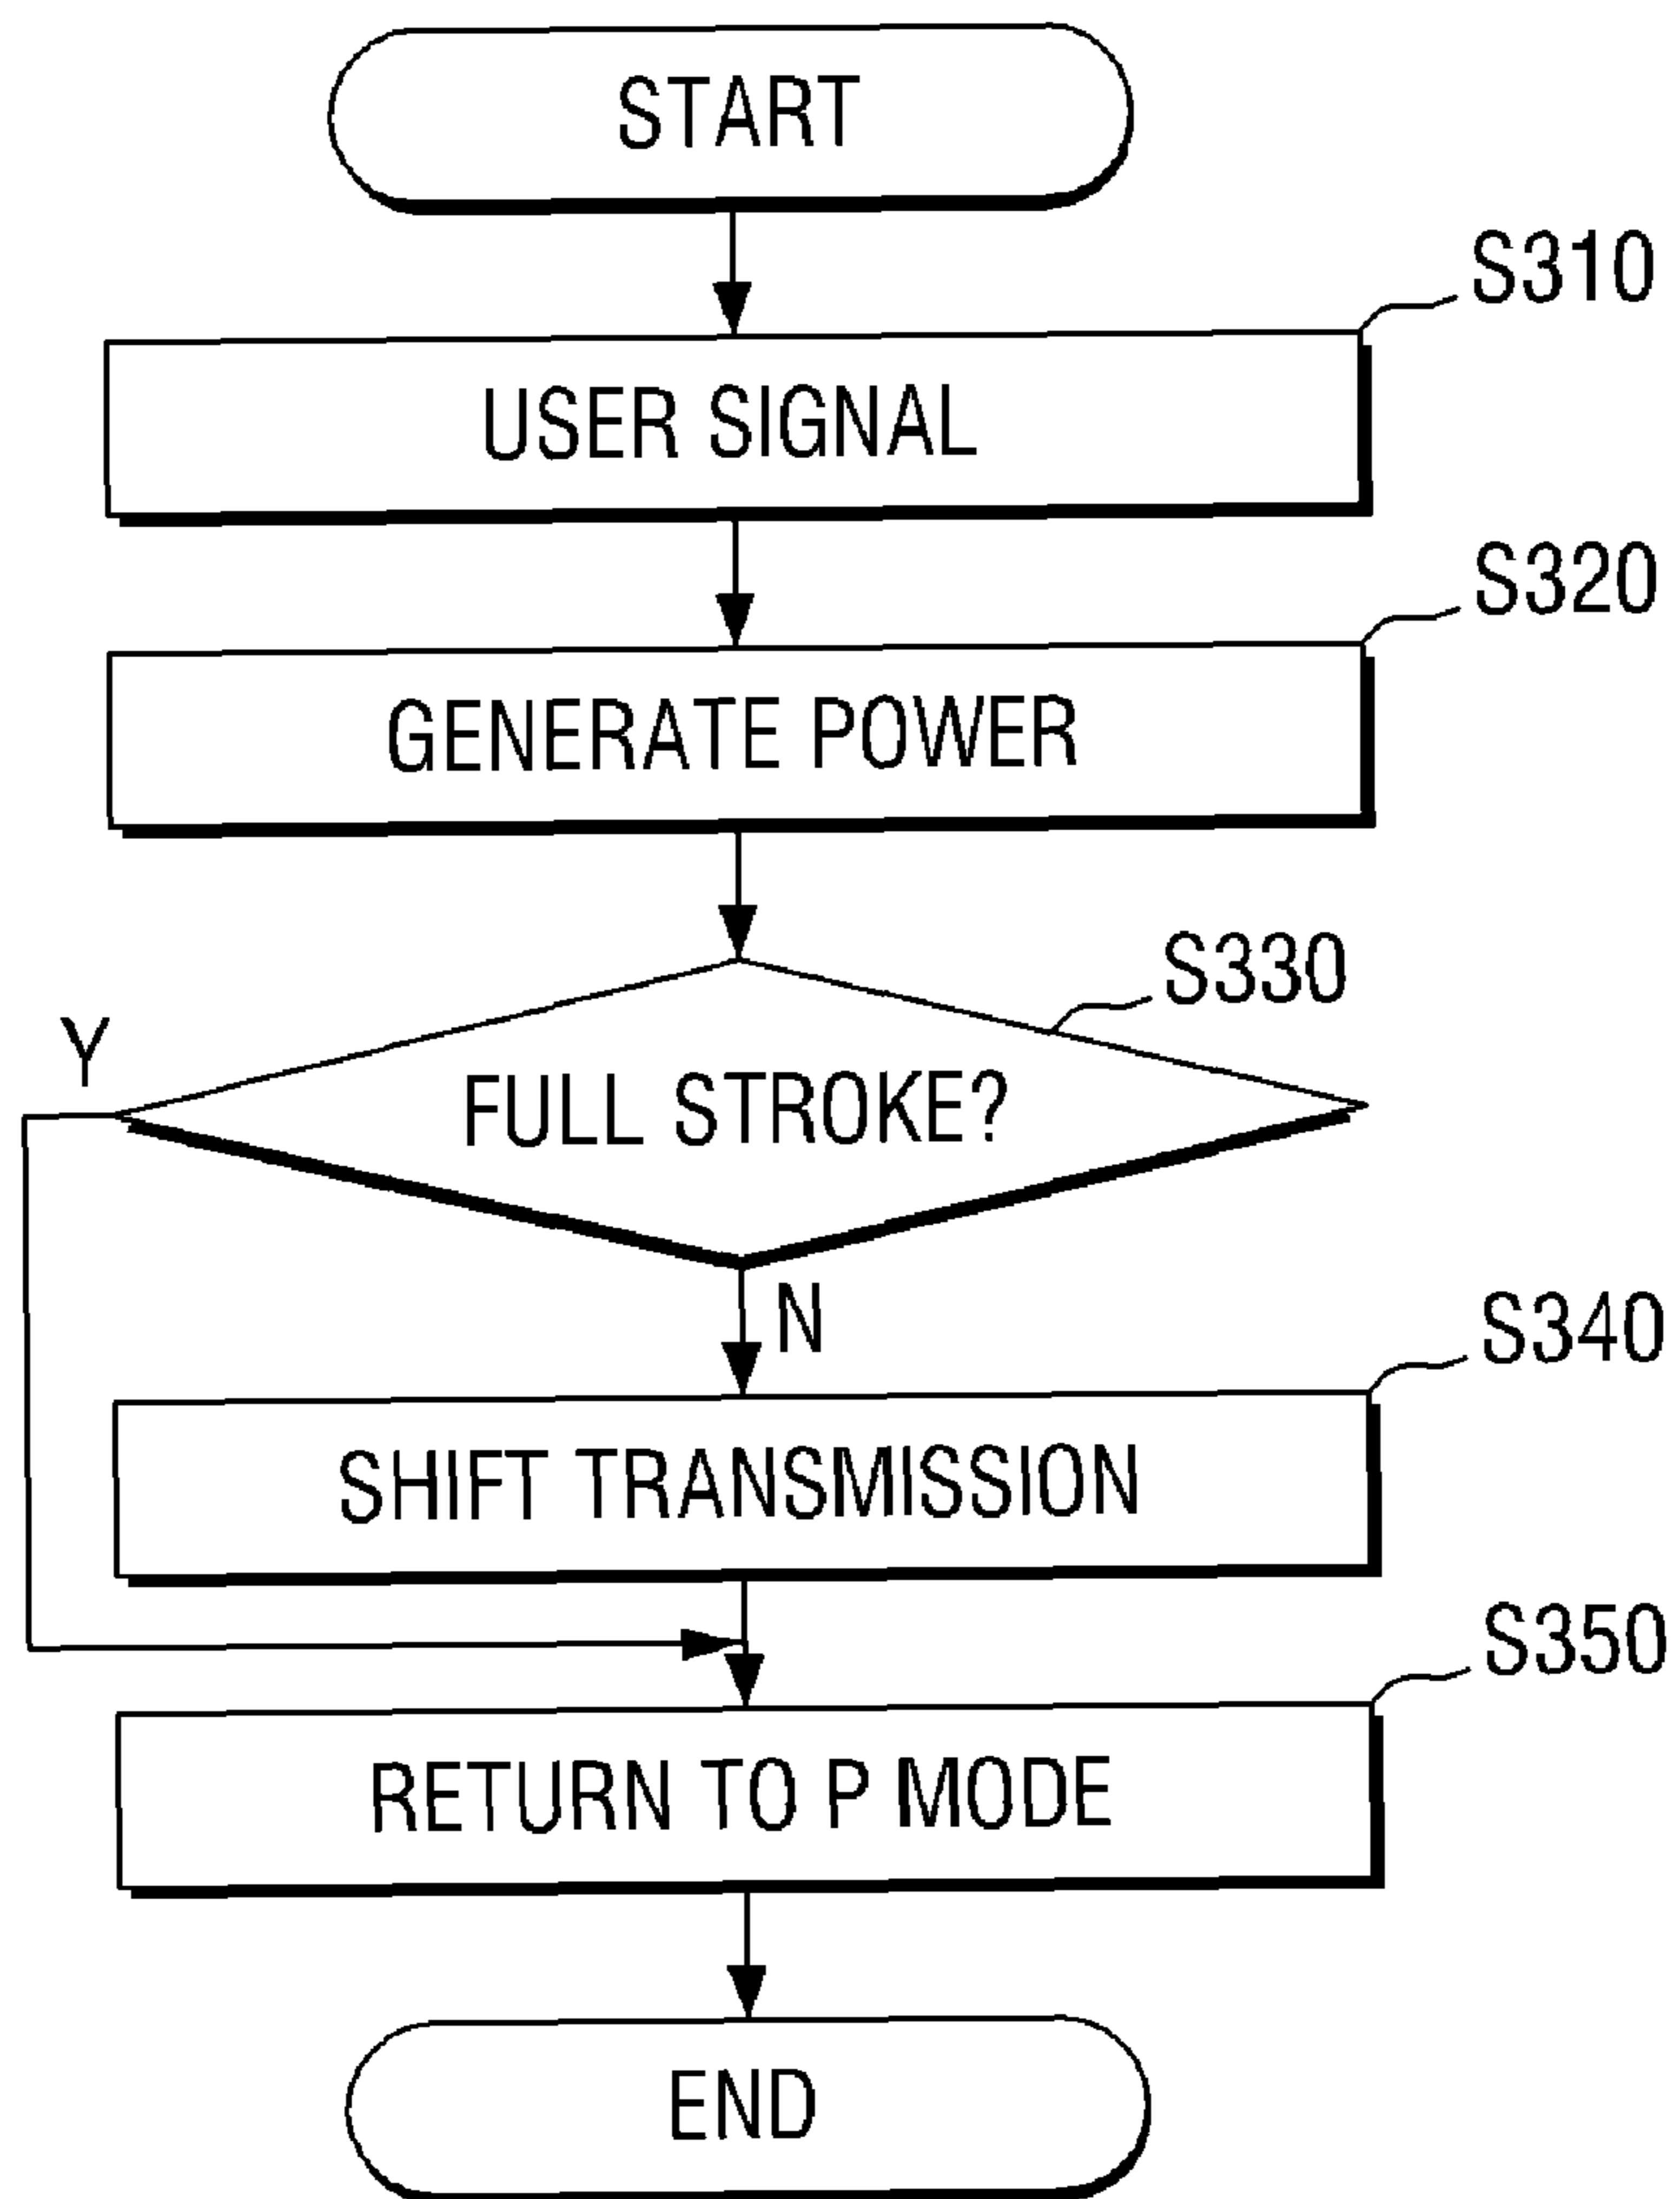 START
S310
USER SIGNAL
S320
GENERATE POWER
S330
Y
FULL STROKE?
N
S340
SHIFT TRANSMISSION
S350
RETURN TO P MODE
END